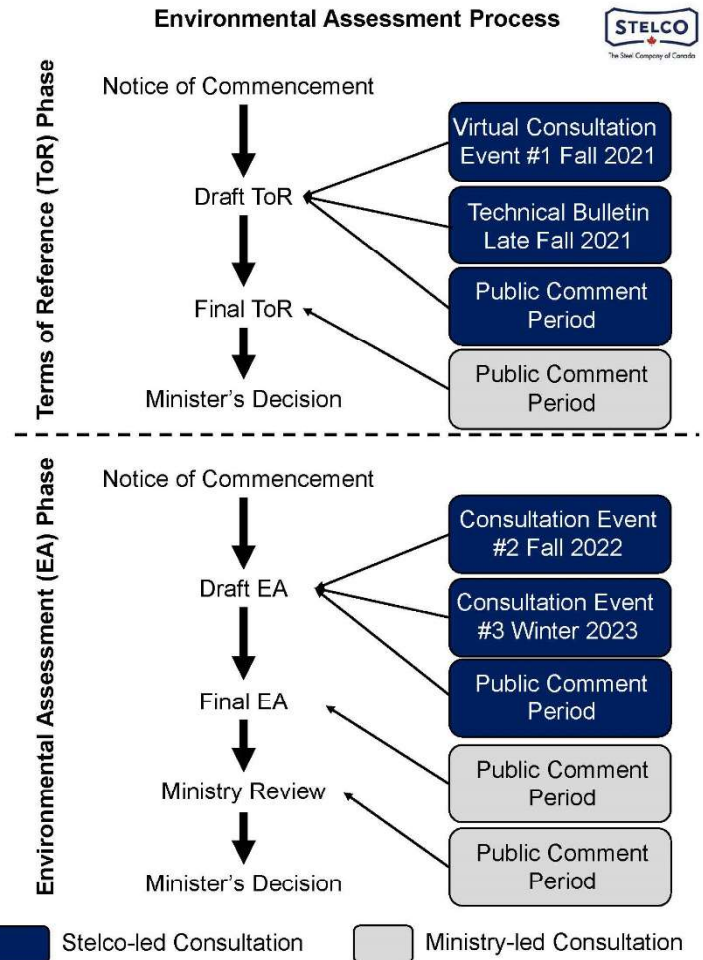 Environmental Assessment Process
STELCO
The Steel Company of Canada
Terms of Reference (ToR) Phase
Notice of Commencement
Virtual Consultation
Event #1 Fall 2021
Draft ToR
Technical Bulletin
Late Fall 2021
Public Comment
Period
Final ToR
Public Comment
Period
Minister's Decision
Environmental Assessment (EA) Phase
Notice of Commencement
Consultation Event
#2 Fall 2022
Draft EA
Consultation Event
#3 Winter 2023
Public Comment
Period
Final EA
Public Comment
Period
Ministry Review
Public Comment
Period
Minister's Decision
Stelco-led Consultation
Ministry-led Consultation